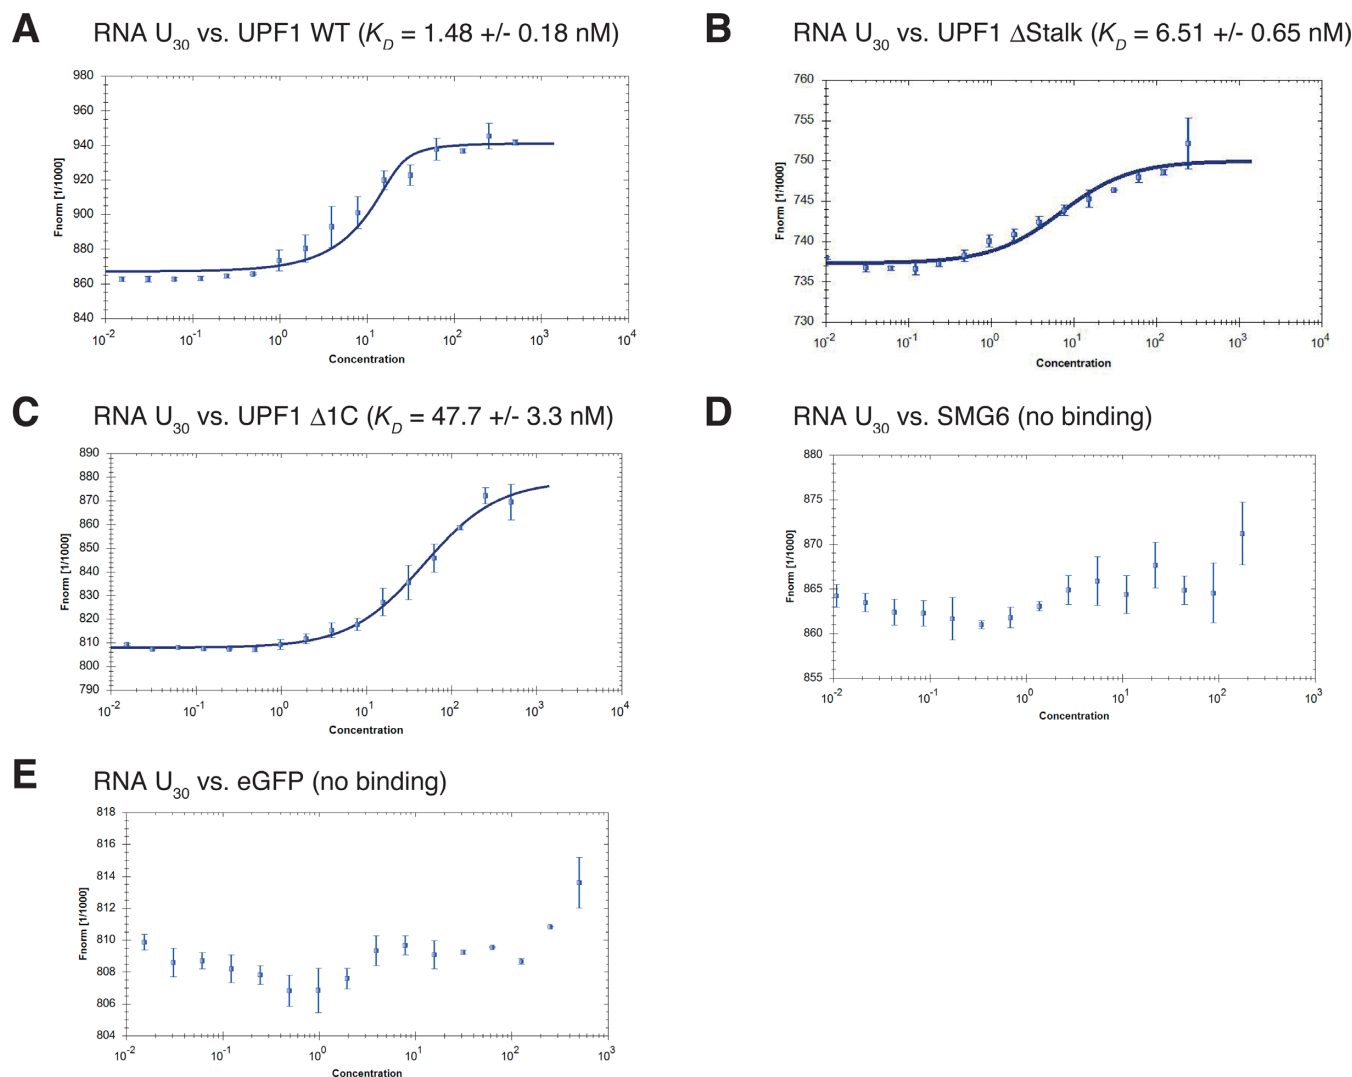 A RNA U30 vs. UPF1 WT (KD = 1.48 +/- 0.18 nM)
980
960
940
920
900
880
860
840
Fnorm [1/1000]
10-2 10-1 100 101 102 103 104
Concentration
B RNA U30 vs. UPF1 ΔStalk (KD = 6.51 +/- 0.65 nM)
760
755
750
745
740
735
730
Fnorm [1/1000]
10-2 10-1 100 101 102 103 104
Concentration
C RNA U30 vs. UPF1 Δ1C (KD = 47.7 +/- 3.3 nM)
890
880
870
860
850
840
830
820
810
800
790
Fnorm [1/1000]
10-2 10-1 100 101 102 103 104
Concentration
D RNA U30 vs. SMG6 (no binding)
880
875
870
865
860
855
Fnorm [1/1000]
10-2 10-1 100 101 102 103
Concentration
E RNA U30 vs. eGFP (no binding)
818
816
814
812
810
808
806
804
Fnorm [1/1000]
10-2 10-1 100 101 102 103
Concentration